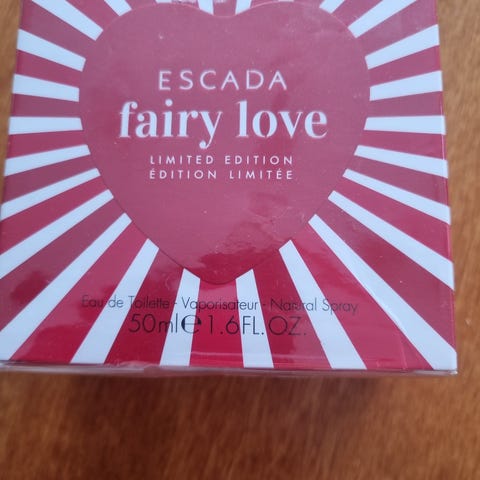 ESCADA
fairy love
LIMITED EDITION
ÉDITION LIMITÉE
Eau de Toilette - Vaporisateur - Natural Spray
50ml ℮ 1.6FL.OZ.